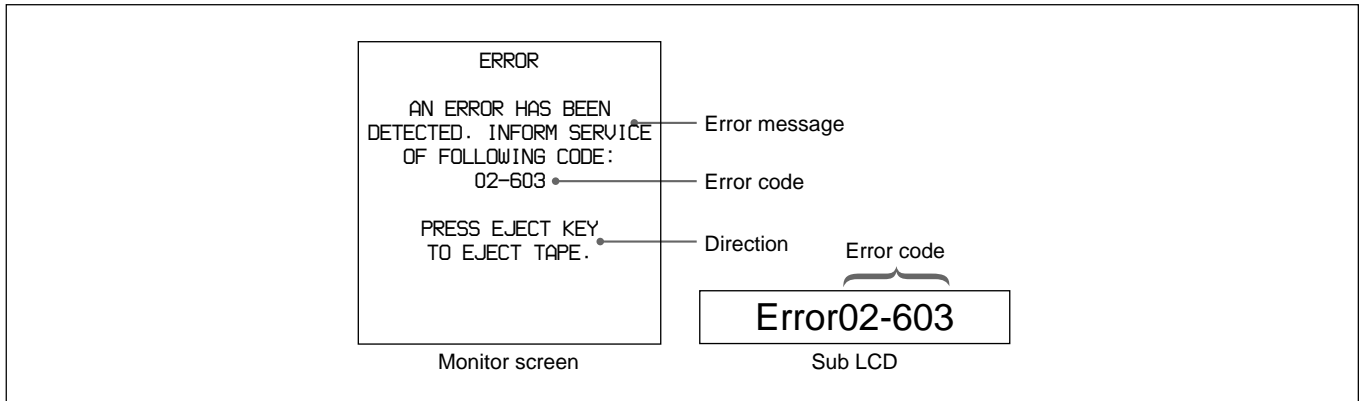 ERROR
AN ERROR HAS BEEN
DETECTED. INFORM SERVICE
OF FOLLOWING CODE:
02-603
PRESS EJECT KEY
TO EJECT TAPE.
Error message
Error code
Direction
Monitor screen
Error code
Error02-603
Sub LCD